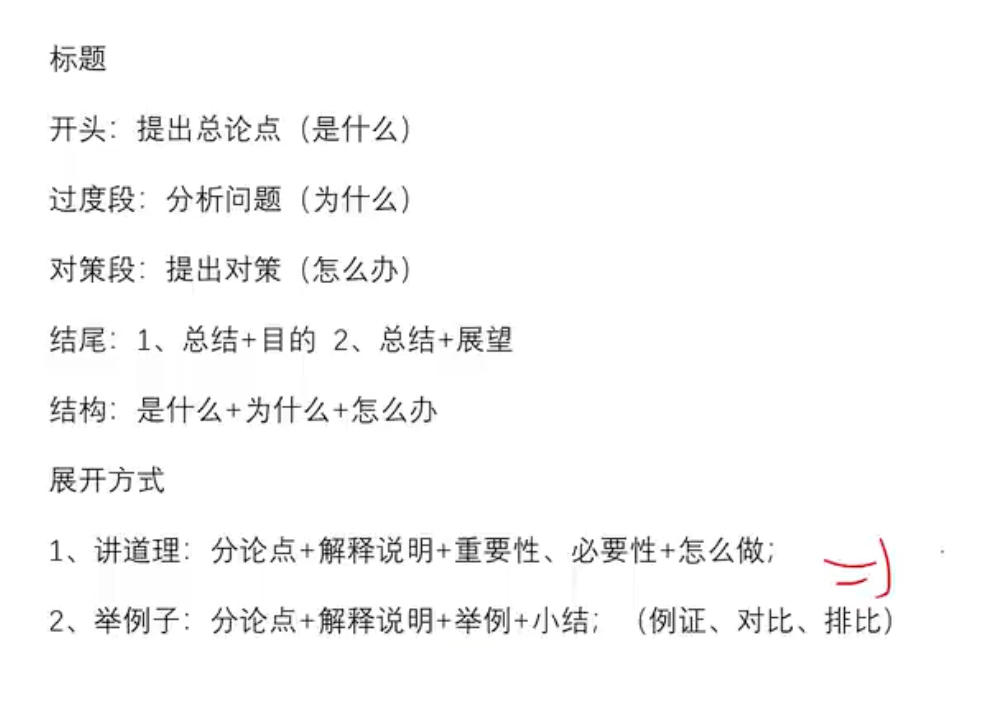 标题
开头：提出总论点（是什么）
过度段：分析问题（为什么）
对策段：提出对策（怎么办）
结尾：1、总结+目的 2、总结+展望
结构：是什么+为什么+怎么办
展开方式
1、讲道理：分论点+解释说明+重要性、必要性+怎么做；
2、举例子：分论点+解释说明+举例+小结；（例证、对比、排比）